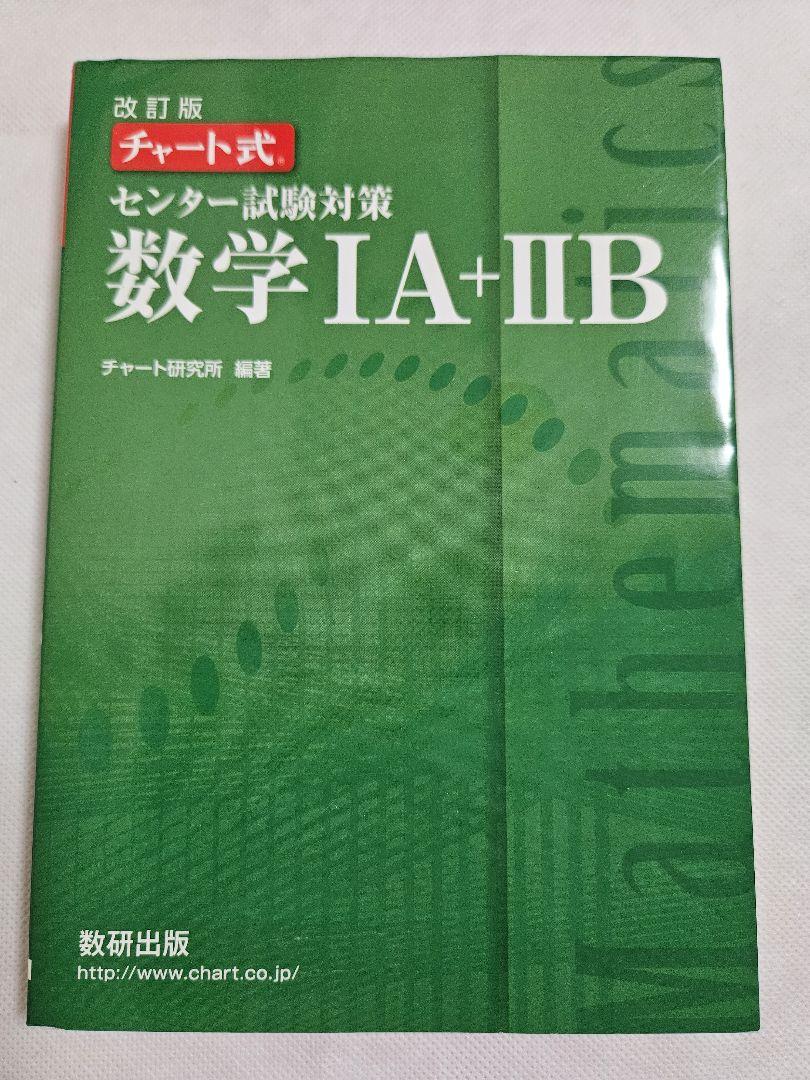 改訂版
チャート式®
センター試験対策
数学ⅠA+ⅡB
チャート研究所 編著
Mathematics
数研出版
http://www.chart.co.jp/